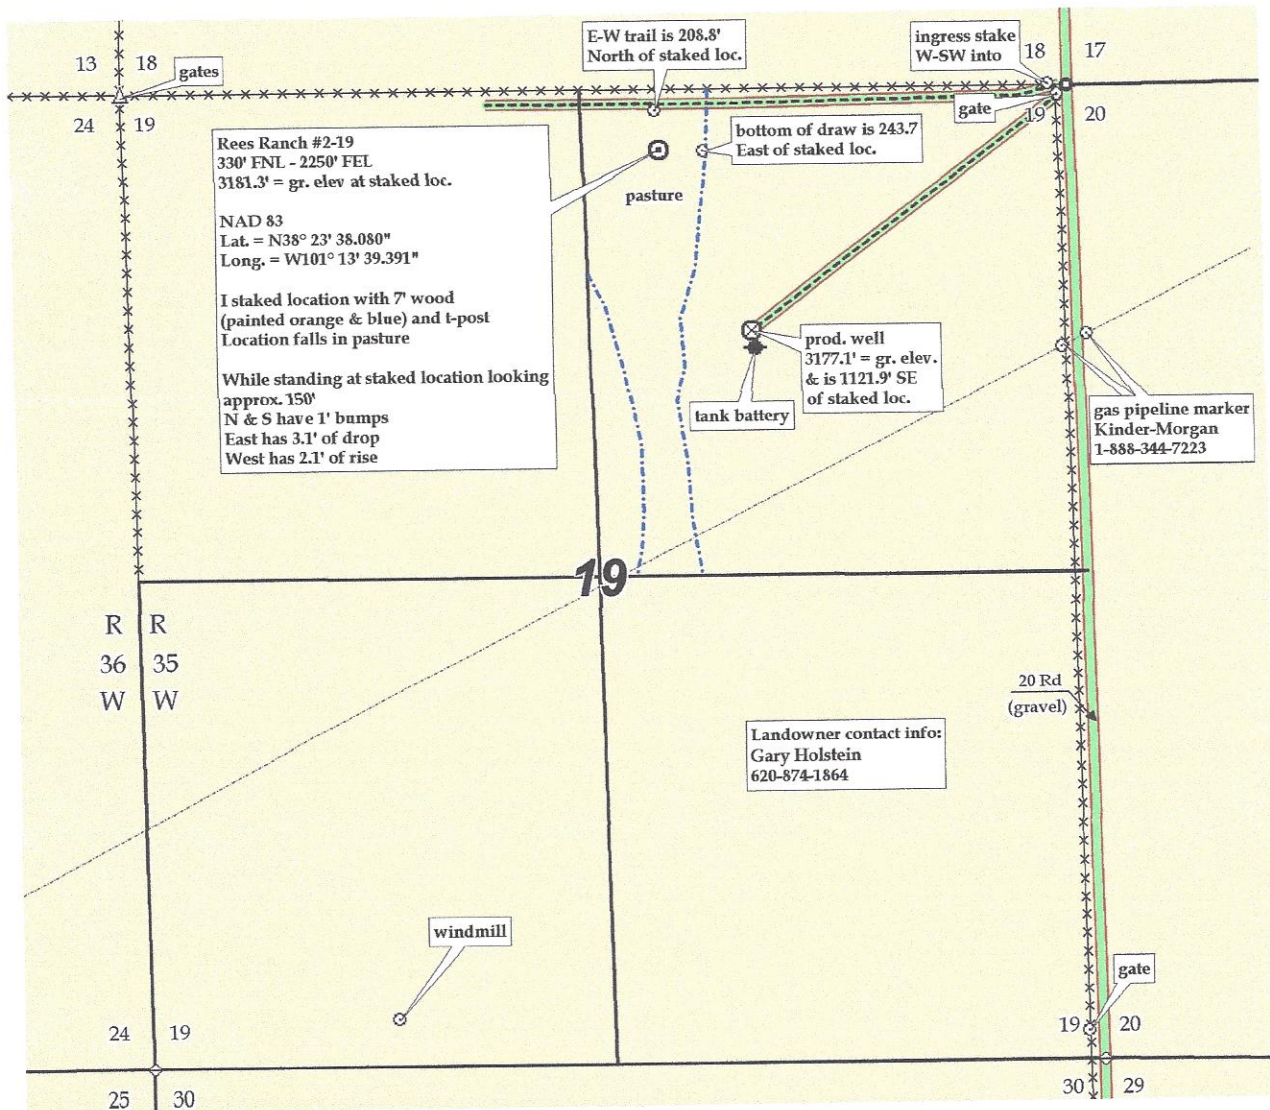 E-W trail is 208.8'
North of staked loc.
ingress stake
W-SW into
13 18
18 17
gates
gate
24 19
19 20
bottom of draw is 243.7
East of staked loc.
Rees Ranch #2-19
330' FNL - 2250' FEL
3181.3' = gr. elev at staked loc.
NAD 83
Lat. = N38° 23' 38.080"
Long. = W101° 13' 39.391"
I staked location with 7' wood
(painted orange & blue) and t-post
Location falls in pasture
While standing at staked location looking
approx. 150'
N & S have 1' bumps
East has 3.1' of drop
West has 2.1' of rise
pasture
prod. well
3177.1' = gr. elev.
& is 1121.9' SE
of staked loc.
tank battery
gas pipeline marker
Kinder-Morgan
1-888-344-7223
19
R R
36 35
W W
20 Rd
(gravel)
Landowner contact info:
Gary Holstein
620-874-1864
windmill
gate
24 19
19 20
25 30
30 29